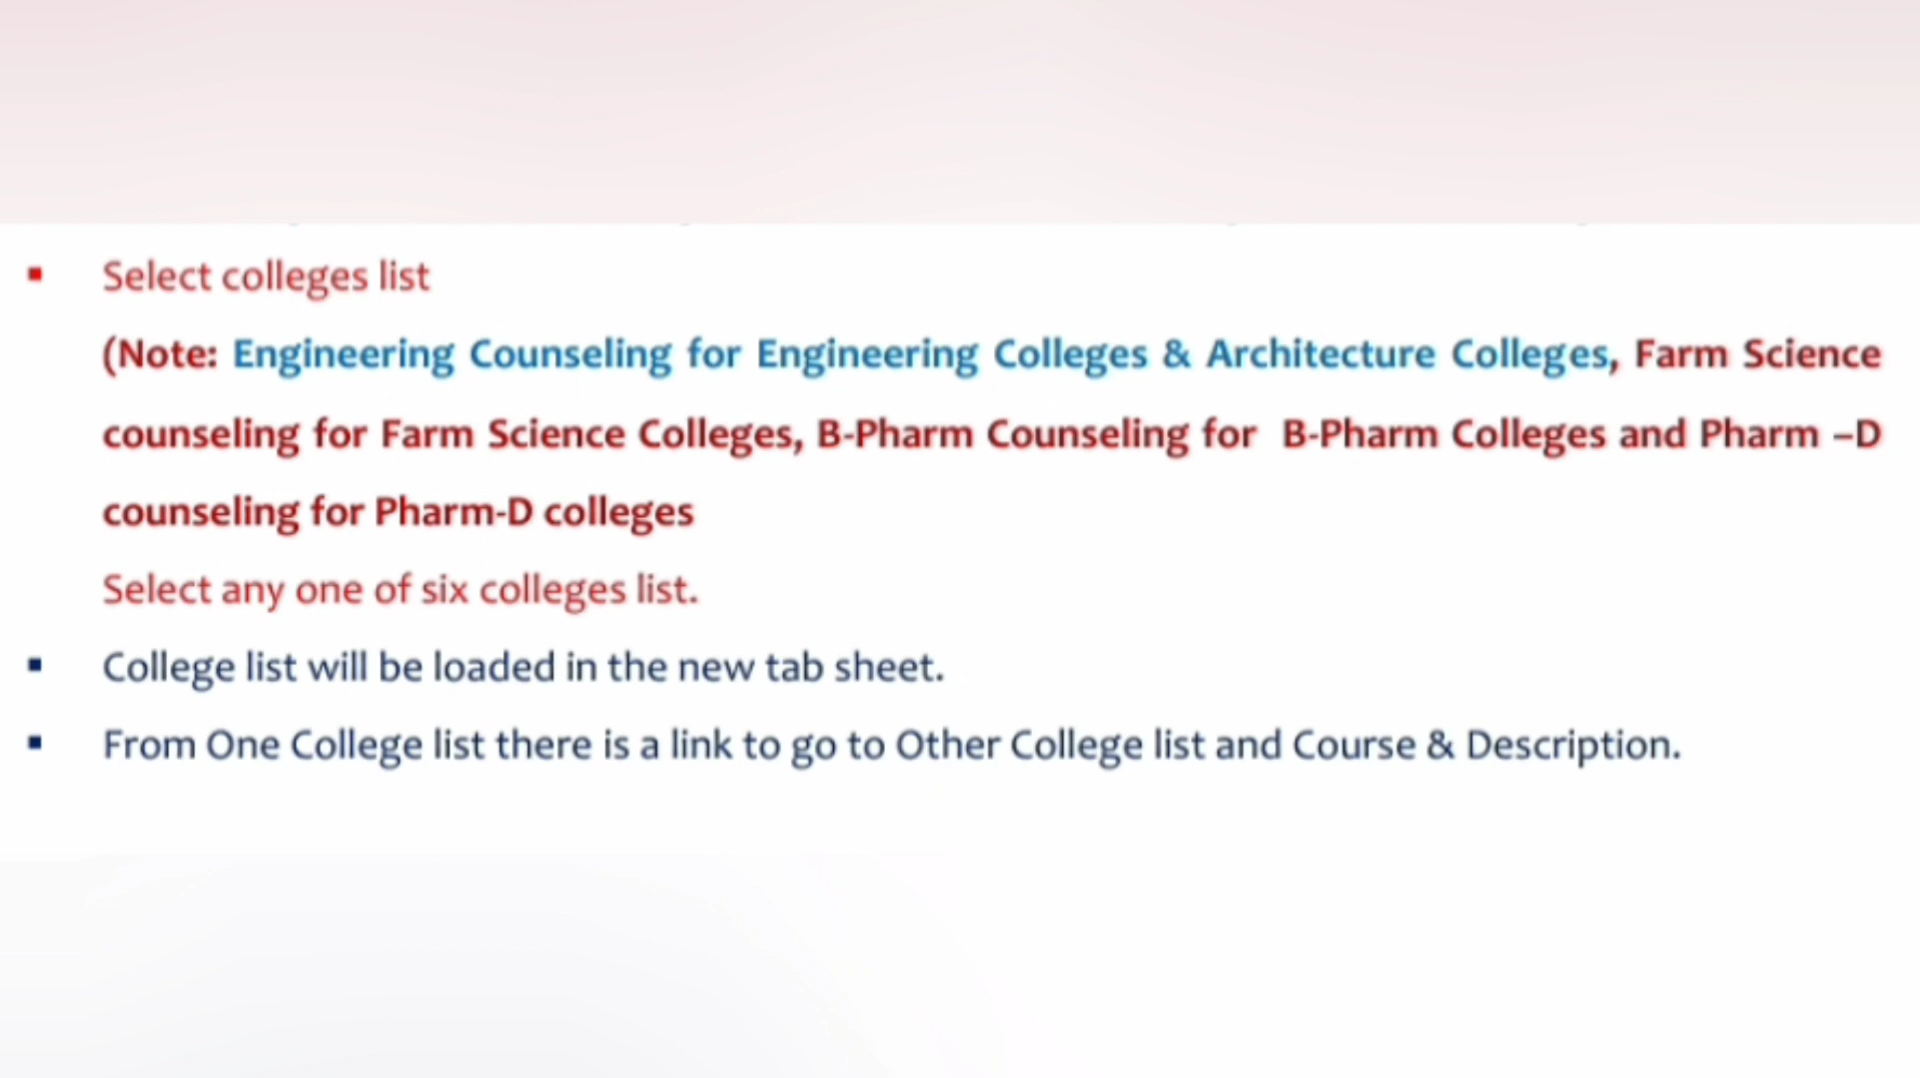 Select colleges list
(Note: Engineering Counseling for Engineering Colleges & Architecture Colleges, Farm Science
counseling for Farm Science Colleges, B-Pharm Counseling for B-Pharm Colleges and Pharm –D
counseling for Pharm-D colleges
Select any one of six colleges list.
College list will be loaded in the new tab sheet.
From One College list there is a link to go to Other College list and Course & Description.